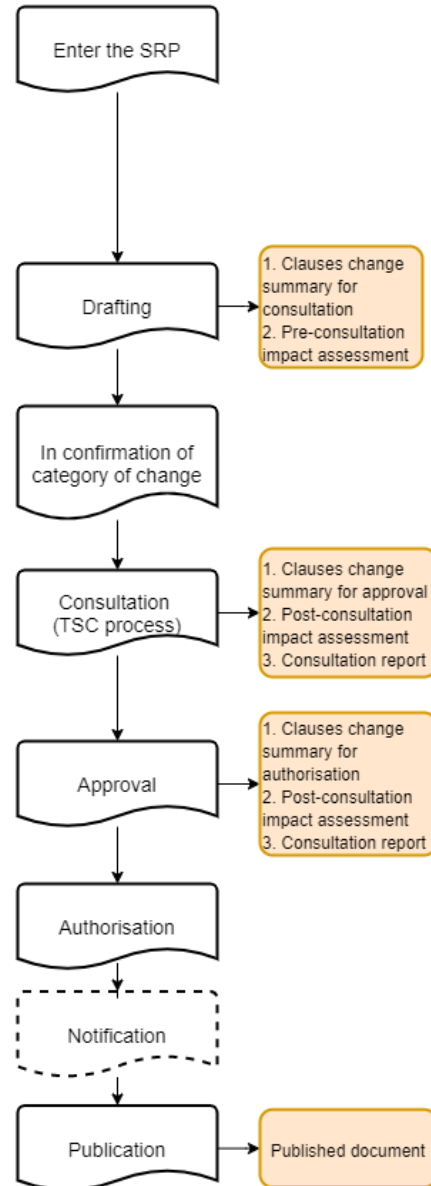 Enter the SRP
Drafting
1. Clauses change
summary for
consultation
2. Pre-consultation
impact assessment
In confirmation of
category of change
Consultation
(TSC process)
1. Clauses change
summary for approval
2. Post-consultation
impact assessment
3. Consultation report
Approval
1. Clauses change
summary for
authorisation
2. Post-consultation
impact assessment
3. Consultation report
Authorisation
Notification
Publication
Published document